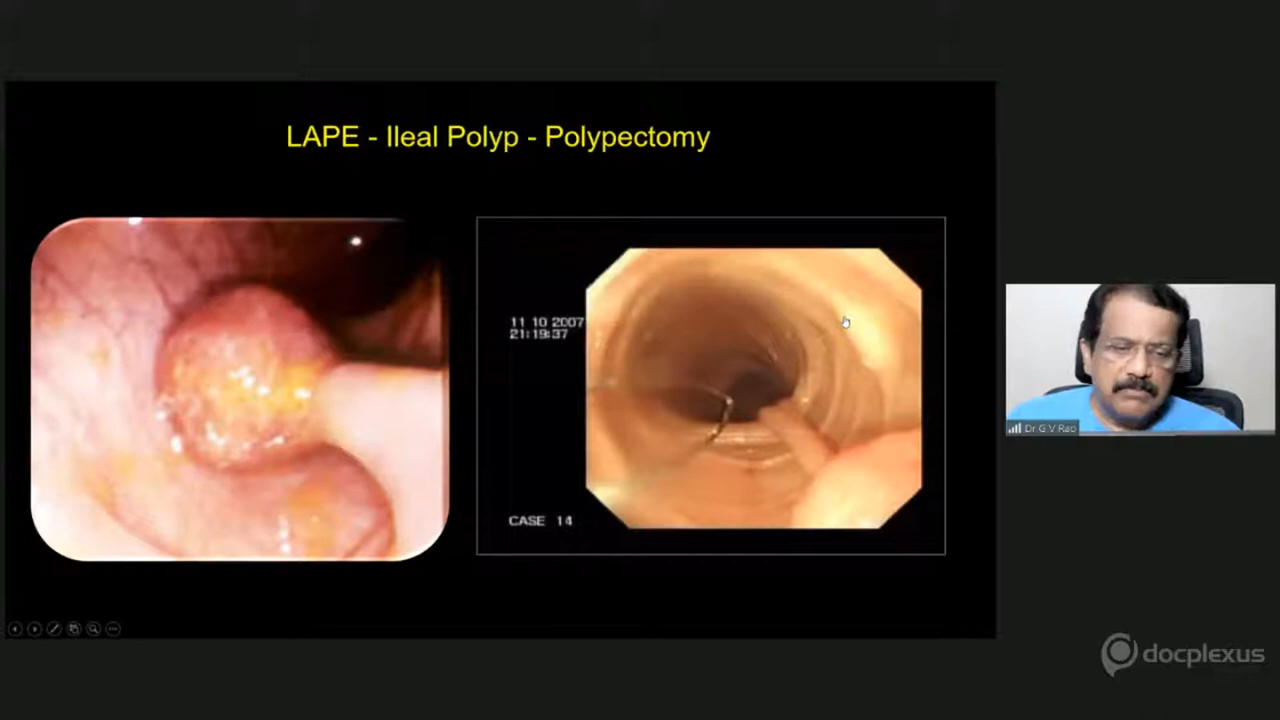 LAPE - Ileal Polyp - Polypectomy
11 10 2007
21:19:37
CASE 14
Dr G V Rao
docplexus